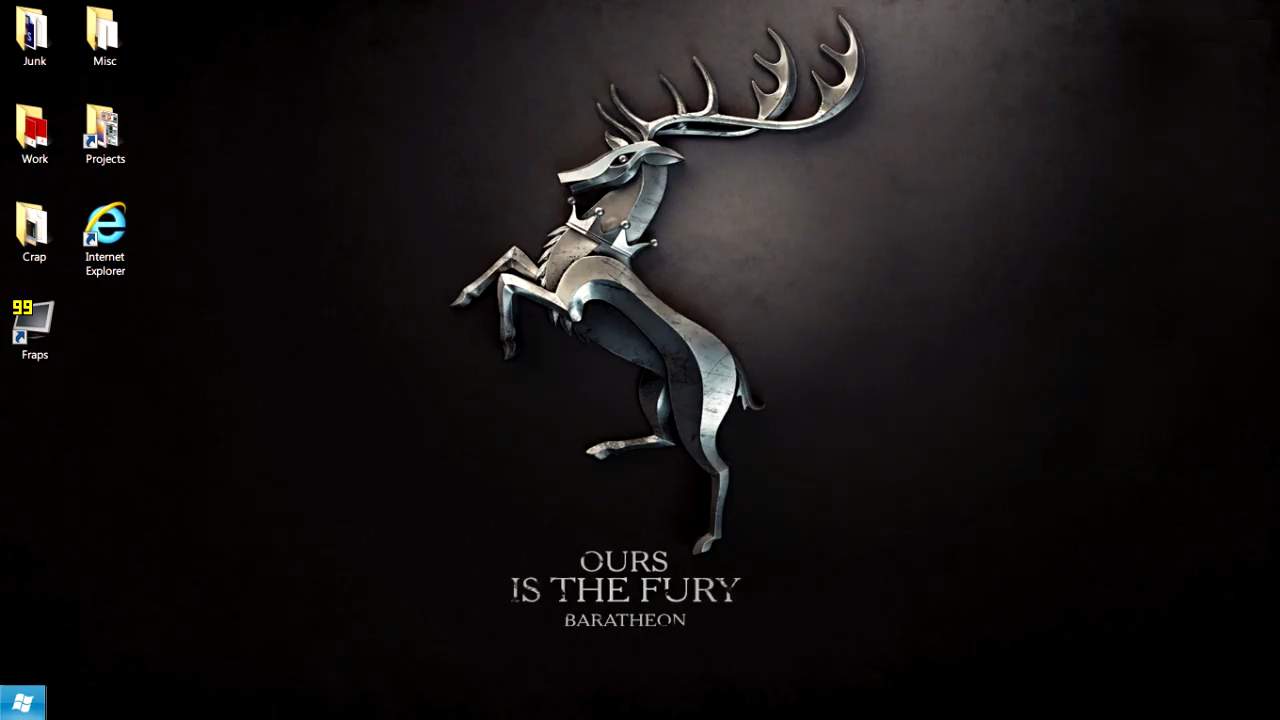 Junk
Misc
Work
Projects
Crap
Internet
Explorer
99
Fraps
OURS
IS THE FURY
BARATHEON